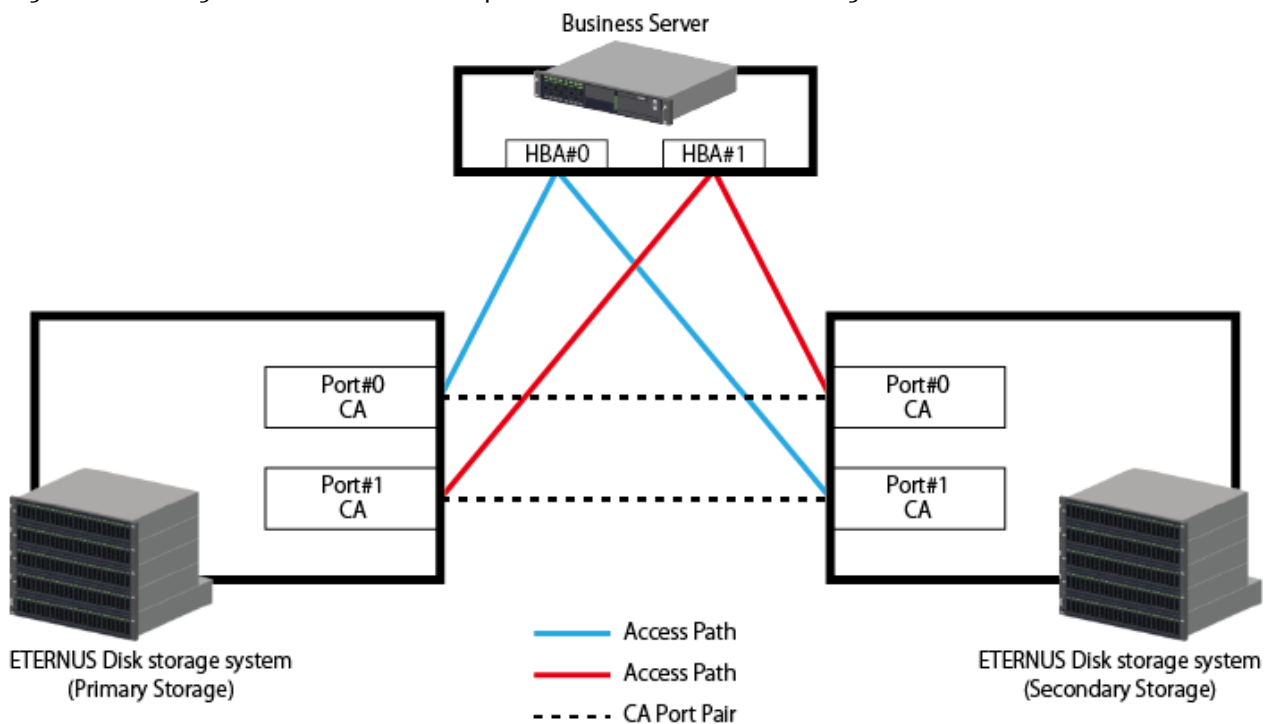 Business Server
HBA#0
HBA#1
Port#0
CA
Port#0
CA
Port#1
CA
Port#1
CA
ETERNUS Disk storage system
(Primary Storage)
Access Path
Access Path
CA Port Pair
ETERNUS Disk storage system
(Secondary Storage)